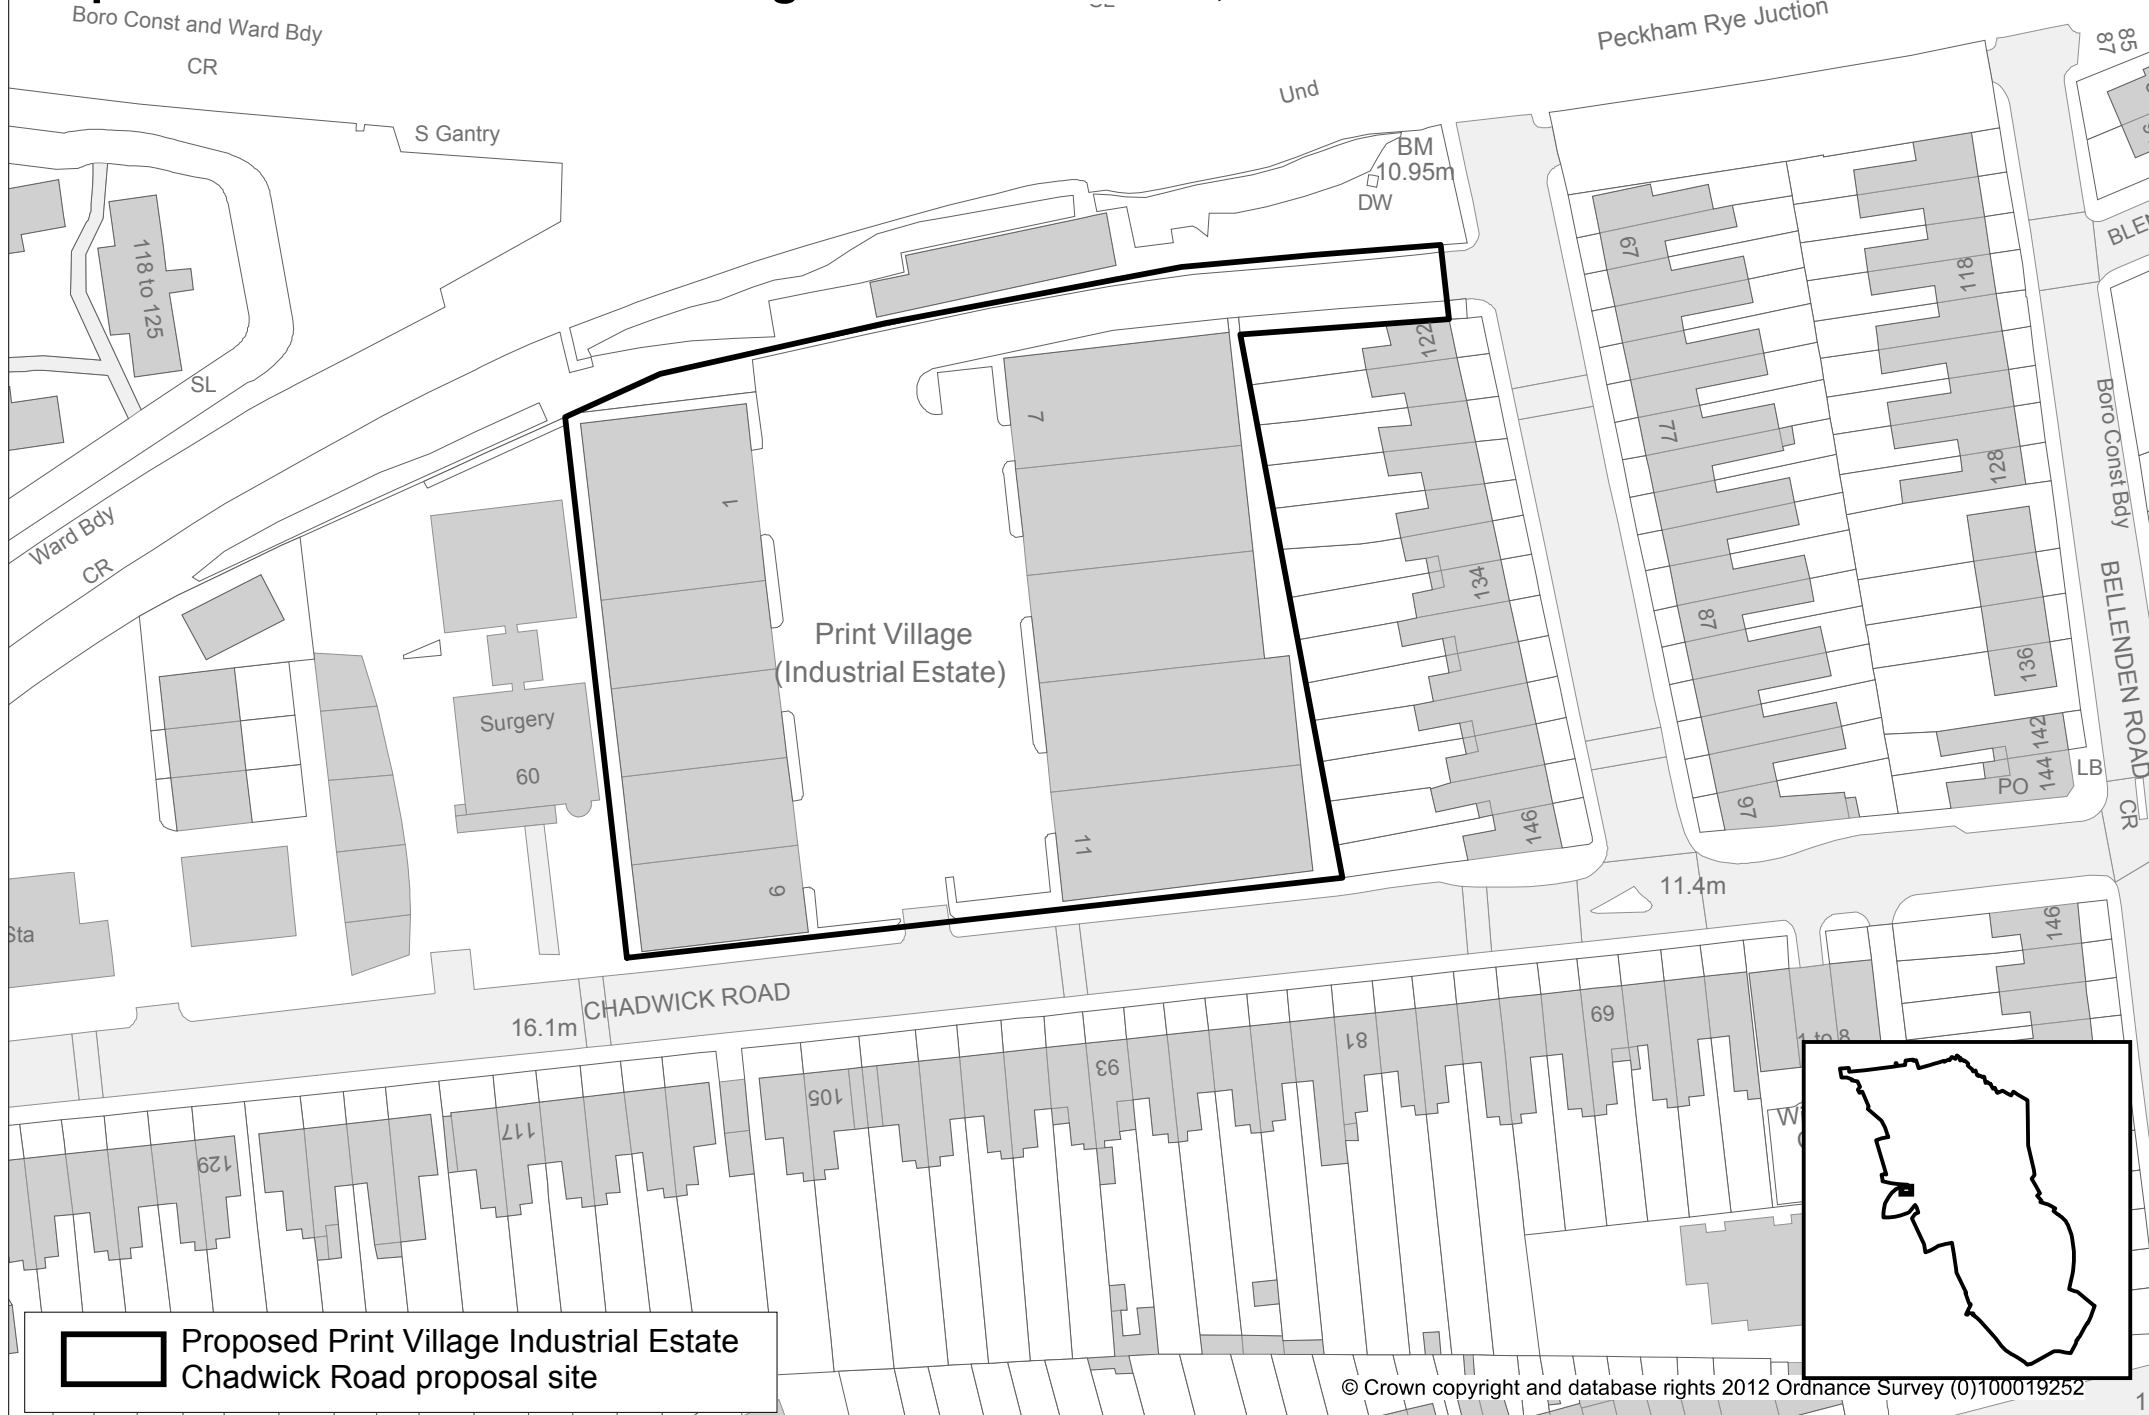 Boro Const and Ward Bdy
CR
S Gantry
Und
Peckham Rye Juction
85
87
BM
10.95m
DW
118 to 125
SL
Ward Bdy
CR
67
118
122
77
128
Boro Const Bdy
BELLENDEN ROAD
7
1
134
87
136
Print Village
(Industrial Estate)
Surgery
60
142
144
LB
PO
CR
97
146
11
6
11.4m
146
Sta
CHADWICK ROAD
16.1m
69
81
93
105
117
129
1 to 8
Proposed Print Village Industrial Estate
Chadwick Road proposal site
© Crown copyright and database rights 2012 Ordnance Survey (0)100019252